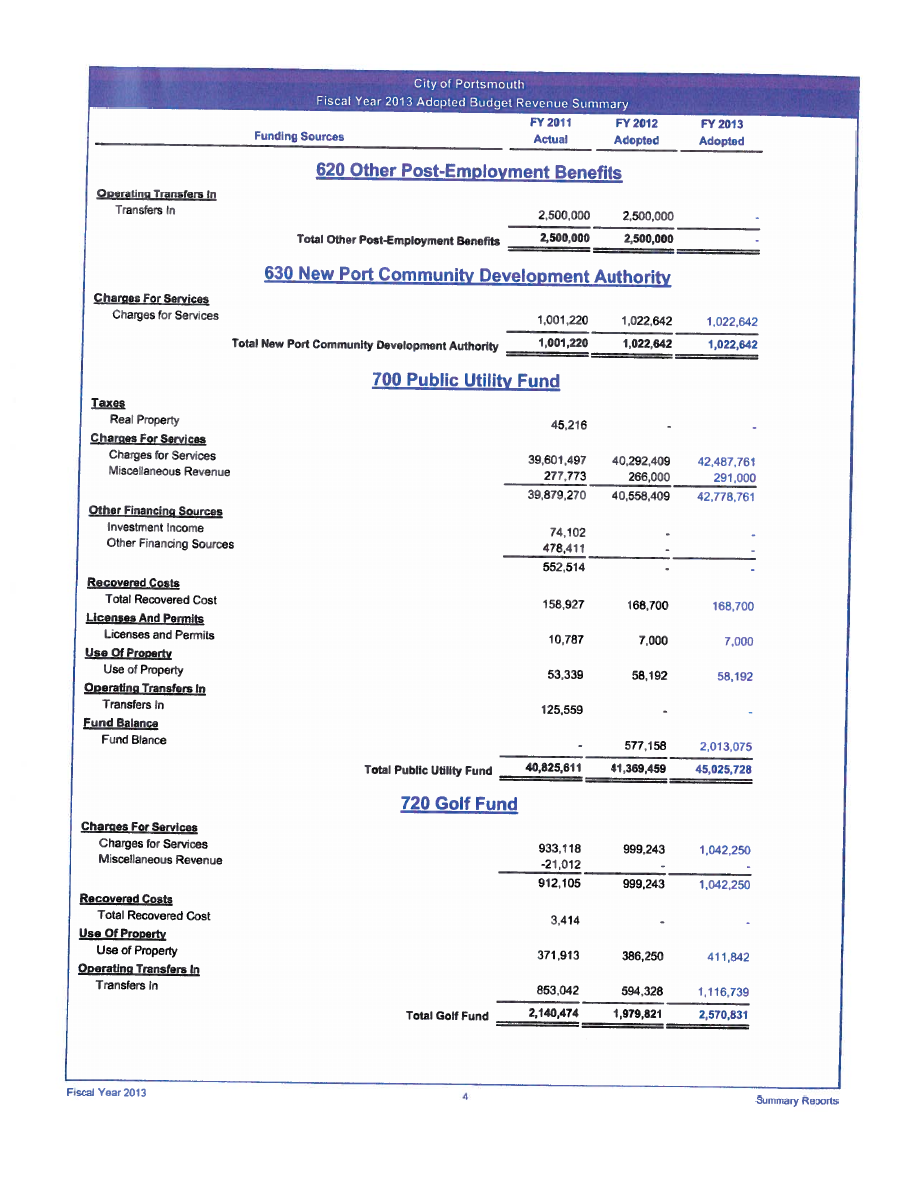 City of Portsmouth
Fiscal Year 2013 Adopted Budget Revenue Summary
FY 2011 FY 2012 FY 2013
Funding Sources Actual Adopted Adopted
620 Other Post-Employment Benefits
Operating Transfers In
Transfers In 2,500,000 2,500,000 -
Total Other Post-Employment Benefits 2,500,000 2,500,000 -
630 New Port Community Development Authority
Charges For Services
Charges for Services 1,001,220 1,022,642 1,022,642
Total New Port Community Development Authority 1,001,220 1,022,642 1,022,642
700 Public Utility Fund
Taxes
Real Property 45,216 - -
Charges For Services
Charges for Services 39,601,497 40,292,409 42,487,761
Miscellaneous Revenue 277,773 266,000 291,000
39,879,270 40,558,409 42,778,761
Other Financing Sources
Investment Income 74,102 - -
Other Financing Sources 478,411 - -
552,514 - -
Recovered Costs
Total Recovered Cost 158,927 168,700 168,700
Licenses And Permits
Licenses and Permits 10,787 7,000 7,000
Use Of Property
Use of Property 53,339 58,192 58,192
Operating Transfers In
Transfers In 125,559 - -
Fund Balance
Fund Blance - 577,158 2,013,075
Total Public Utility Fund 40,825,611 41,369,459 45,025,728
720 Golf Fund
Charges For Services
Charges for Services 933,118 999,243 1,042,250
Miscellaneous Revenue -21,012 - -
912,105 999,243 1,042,250
Recovered Costs
Total Recovered Cost 3,414 - -
Use Of Property
Use of Property 371,913 386,250 411,842
Operating Transfers In
Transfers In 853,042 594,328 1,116,739
Total Golf Fund 2,140,474 1,979,821 2,570,831
Fiscal Year 2013 4 Summary Reports